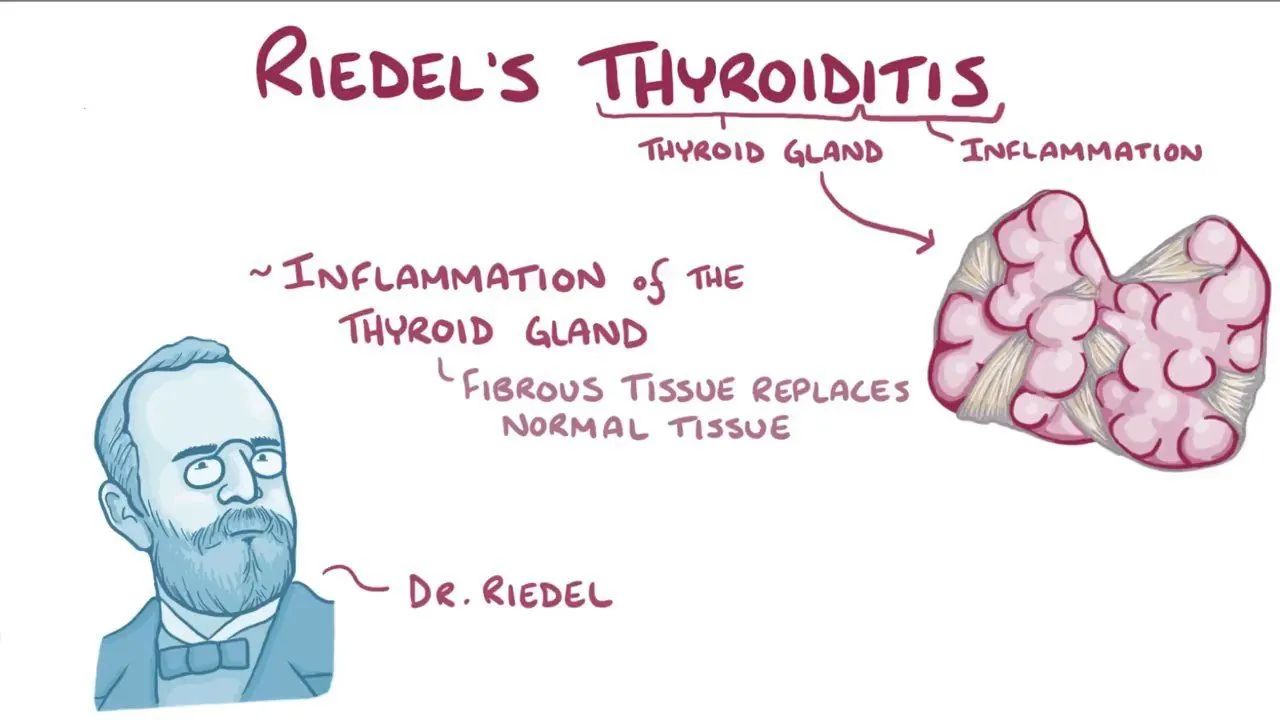 RIEDEL'S THYROIDITIS
THYROID GLAND
INFLAMMATION
~ INFLAMMATION of THE
THYROID GLAND
FIBROUS TISSUE REPLACES
NORMAL TISSUE
DR. RIEDEL